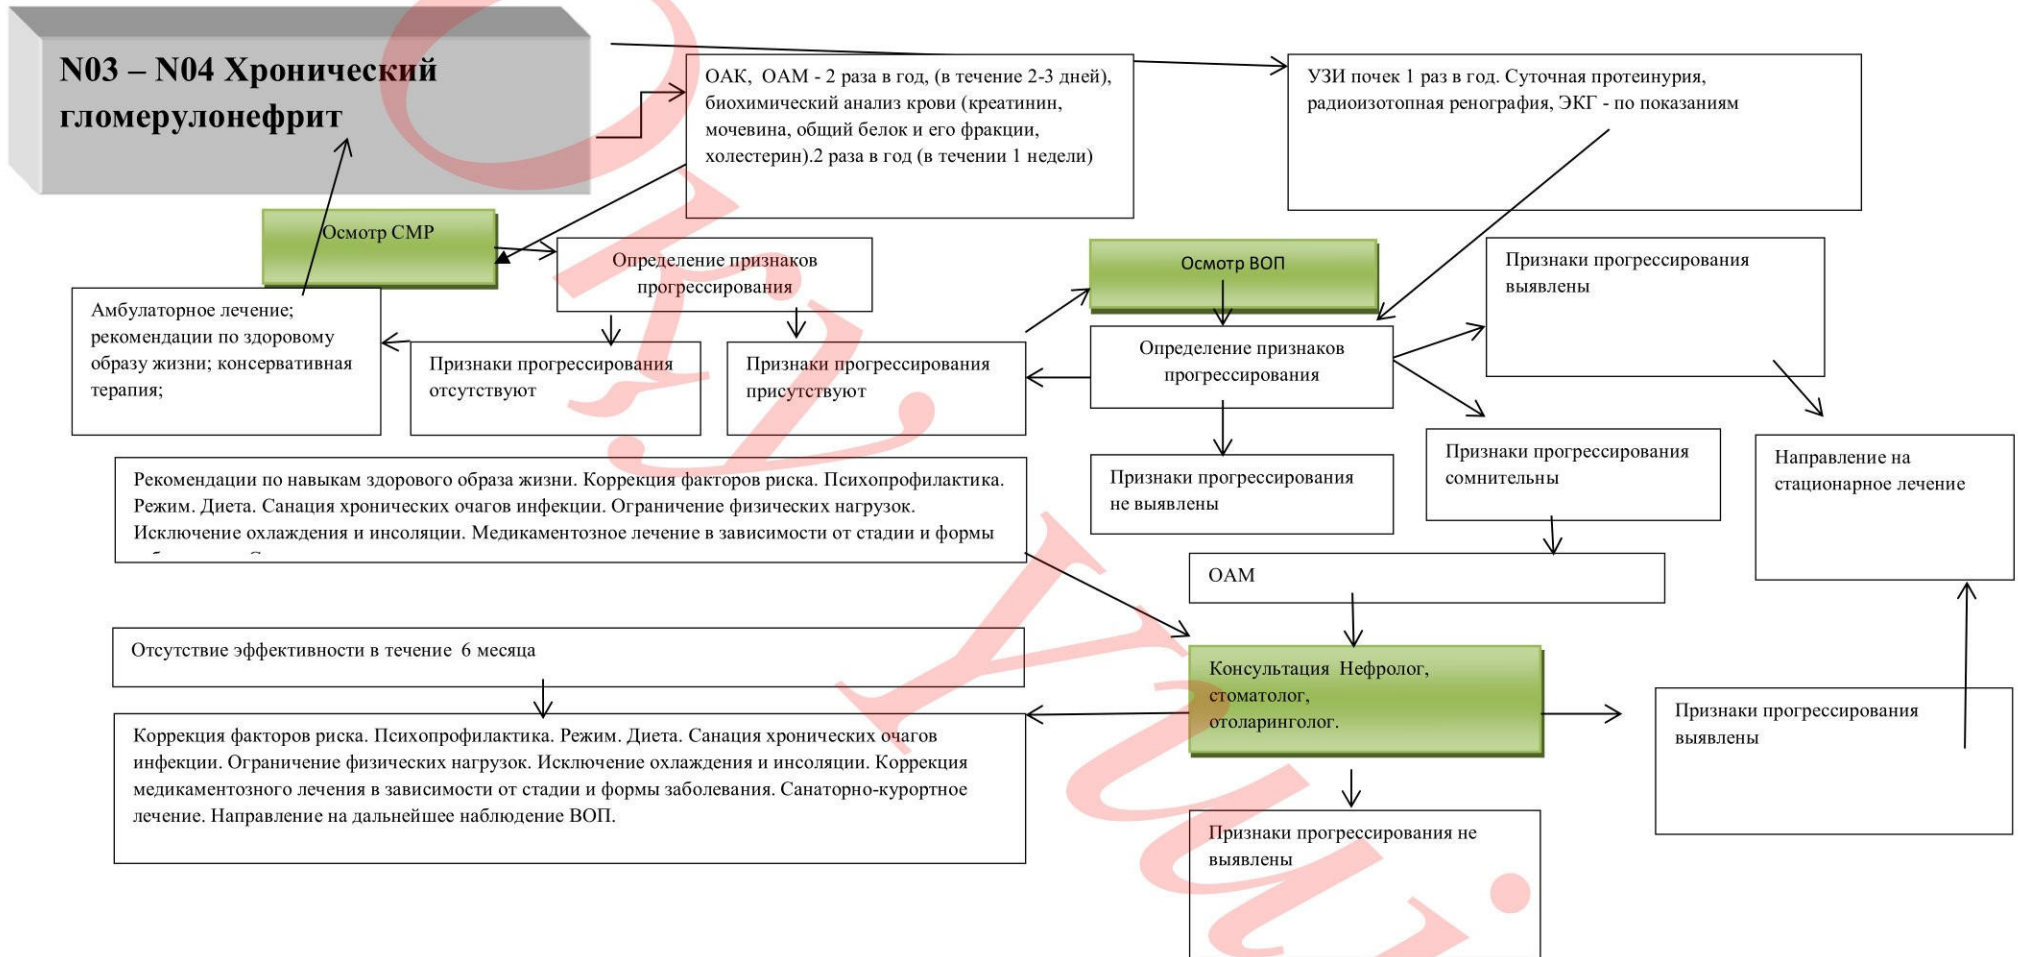 N03 – N04 Хронический
гломерулонефрит
ОАК, ОАМ - 2 раза в год, (в течение 2-3 дней),
биохимический анализ крови (креатинин,
мочевина, общий белок и его фракции,
холестерин).2 раза в год (в течении 1 недели)
УЗИ почек 1 раз в год. Суточная протеинурия,
радиоизотопная ренография, ЭКГ - по показаниям
Осмотр СМР
Определение признаков
прогрессирования
Осмотр ВОП
Признаки прогрессирования
выявлены
Амбулаторное лечение;
рекомендации по здоровому
образу жизни; консервативная
терапия;
Признаки прогрессирования
отсутствуют
Признаки прогрессирования
присутствуют
Определение признаков
прогрессирования
Признаки прогрессирования
не выявлены
Признаки прогрессирования
сомнительны
Направление на
стационарное лечение
Рекомендации по навыкам здорового образа жизни. Коррекция факторов риска. Психопрофилактика.
Режим. Диета. Санация хронических очагов инфекции. Ограничение физических нагрузок.
Исключение охлаждения и инсоляции. Медикаментозное лечение в зависимости от стадии и формы
ОАМ
Отсутствие эффективности в течение 6 месяца
Консультация Нефролог,
стоматолог,
отоларинголог.
Признаки прогрессирования
выявлены
Коррекция факторов риска. Психопрофилактика. Режим. Диета. Санация хронических очагов
инфекции. Ограничение физических нагрузок. Исключение охлаждения и инсоляции. Коррекция
медикаментозного лечения в зависимости от стадии и формы заболевания. Санаторно-курортное
лечение. Направление на дальнейшее наблюдение ВОП.
Признаки прогрессирования не
выявлены